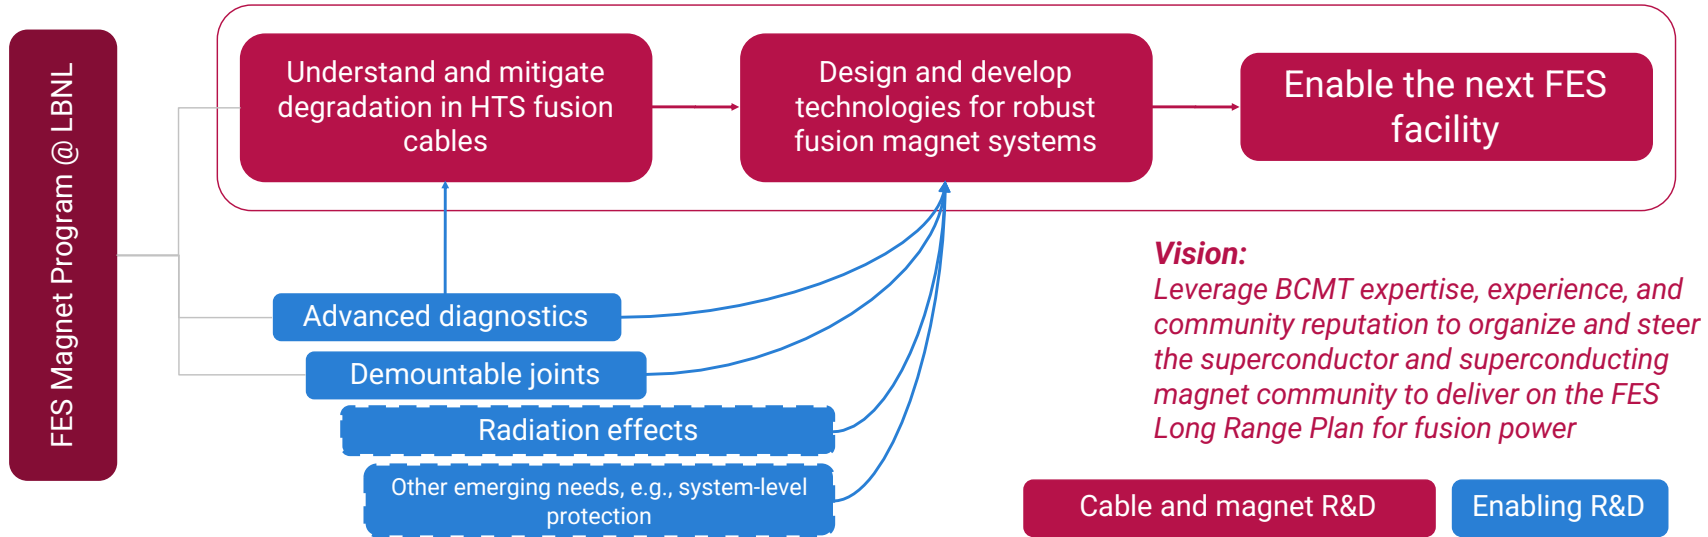 FES Magnet Program @ LBNL
Understand and mitigate
degradation in HTS fusion
cables
Design and develop
technologies for robust
fusion magnet systems
Enable the next FES
facility
Advanced diagnostics
Demountable joints
Radiation effects
Other emerging needs, e.g., system-level
protection
Vision:
Leverage BCMT expertise, experience, and
community reputation to organize and steer
the superconductor and superconducting
magnet community to deliver on the FES
Long Range Plan for fusion power
Cable and magnet R&D
Enabling R&D